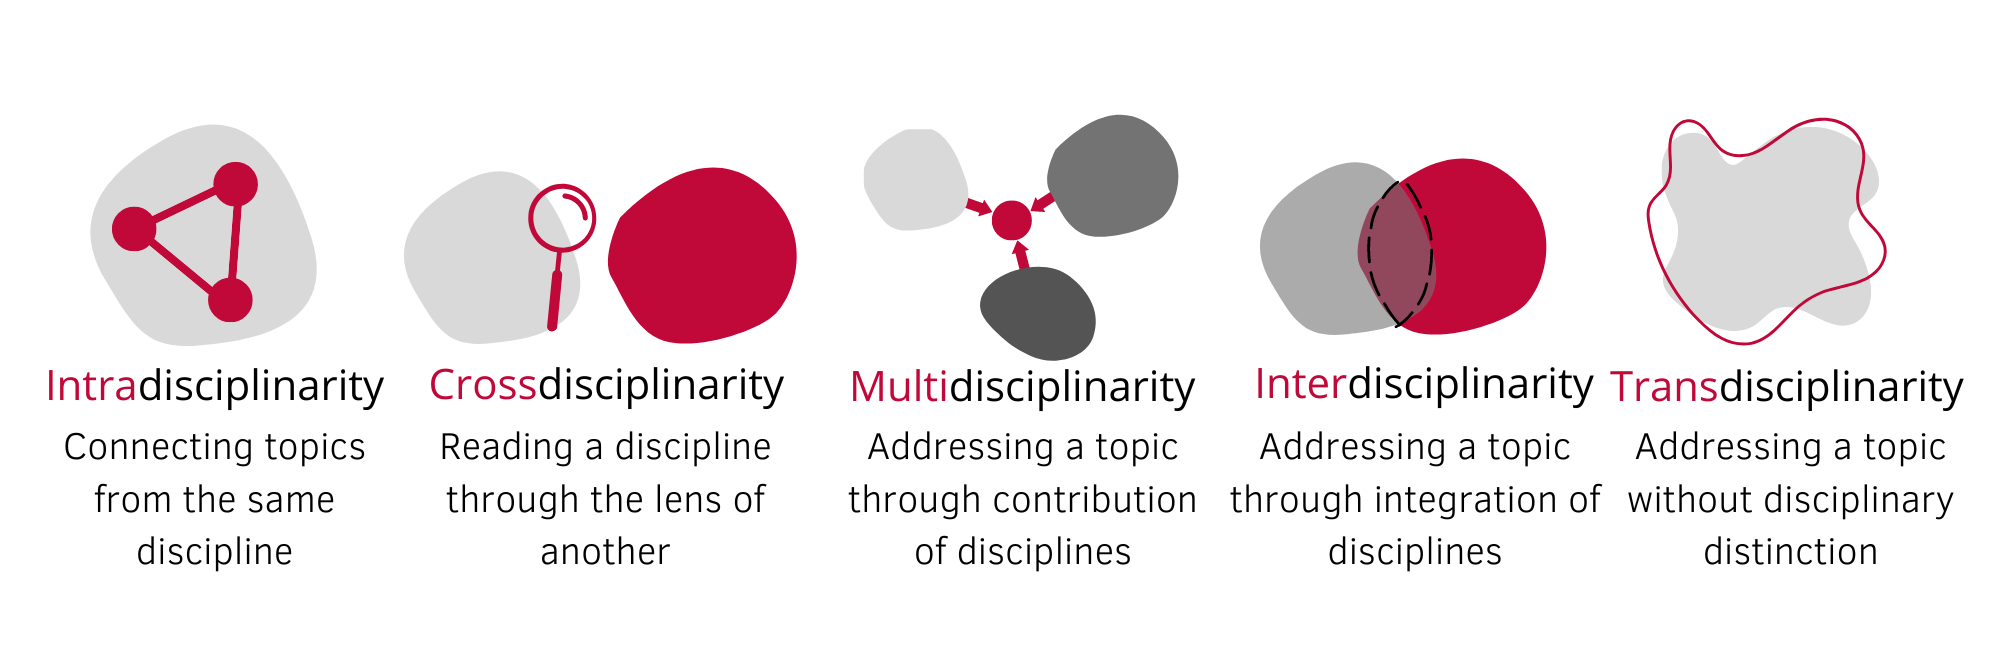 Intradisciplinarity
Connecting topics
from the same
discipline
Crossdisciplinarity
Reading a discipline
through the lens of
another
Multidisciplinarity
Addressing a topic
through contribution
of disciplines
Interdisciplinarity
Addressing a topic
through integration of
disciplines
Transdisciplinarity
Addressing a topic
without disciplinary
distinction